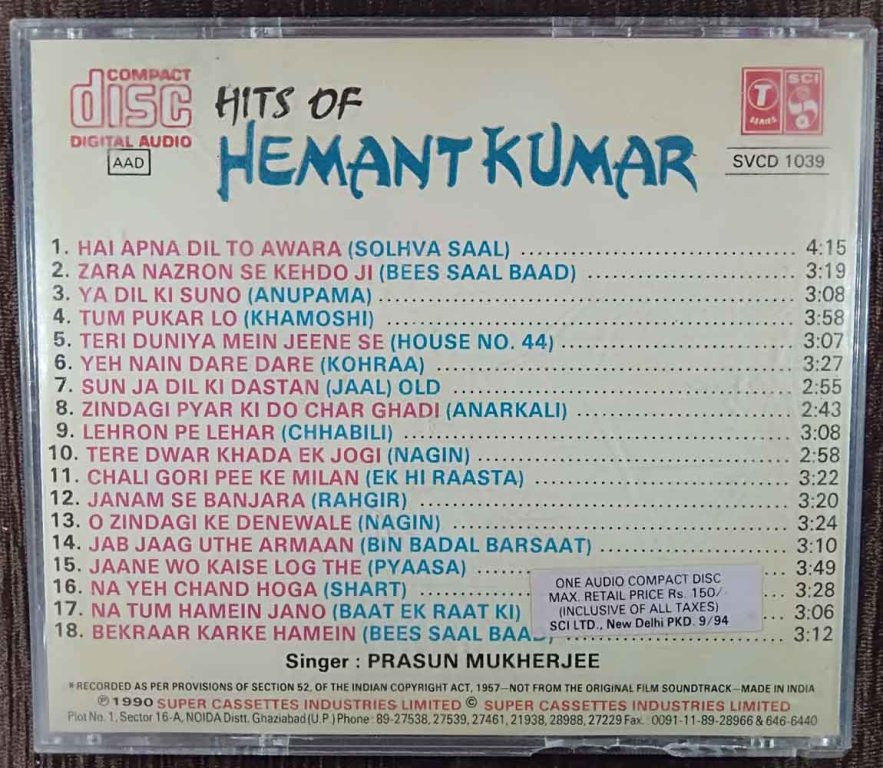 COMPACT
disc
DIGITAL AUDIO
AAD
HITS OF
HEMANT KUMAR
T
SERIES
SCI
SVCD 1039
1. HAI APNA DIL TO AWARA (SOLHVA SAAL) 4:15
2. ZARA NAZRON SE KEHDO JI (BEES SAAL BAAD) 3:19
3. YA DIL KI SUNO (ANUPAMA) 3:08
4. TUM PUKAR LO (KHAMOSHI) 3:58
5. TERI DUNIYA MEIN JEENE SE (HOUSE NO. 44) 3:07
6. YEH NAIN DARE DARE (KOHRAA) 3:27
7. SUN JA DIL KI DASTAN (JAAL) OLD 2:55
8. ZINDAGI PYAR KI DO CHAR GHADI (ANARKALI) 2:43
9. LEHRON PE LEHAR (CHHABILI) 3:08
10. TERE DWAR KHADA EK JOGI (NAGIN) 2:58
11. CHALI GORI PEE KE MILAN (EK HI RAASTA) 3:22
12. JANAM SE BANJARA (RAHGIR) 3:20
13. O ZINDAGI KE DENEWALE (NAGIN) 3:24
14. JAB JAAG UTHE ARMAAN (BIN BADAL BARSAAT) 3:10
15. JAANE WO KAISE LOG THE (PYAASA) 3:49
16. NA YEH CHAND HOGA (SHART) 3:28
17. NA TUM HAMEIN JANO (BAAT EK RAAT KI) 3:06
18. BEKRAAR KARKE HAMEIN (BEES SAAL BAAD) 3:12
ONE AUDIO COMPACT DISC
MAX. RETAIL PRICE Rs. 150/-
(INCLUSIVE OF ALL TAXES)
SCI LTD., New Delhi PKD. 9/94
Singer : PRASUN MUKHERJEE
*RECORDED AS PER PROVISIONS OF SECTION 52, OF THE INDIAN COPYRIGHT ACT, 1957—NOT FROM THE ORIGINAL FILM SOUNDTRACK—MADE IN INDIA
℗ 1990 SUPER CASSETTES INDUSTRIES LIMITED © SUPER CASSETTES INDUSTRIES LIMITED
Plot No. 1, Sector 16-A, NOIDA Distt. Ghaziabad (U.P.) Phone : 89-27538, 27539, 27461, 21938, 28988, 27229 Fax. : 0091-11-89-28966 & 646-6440